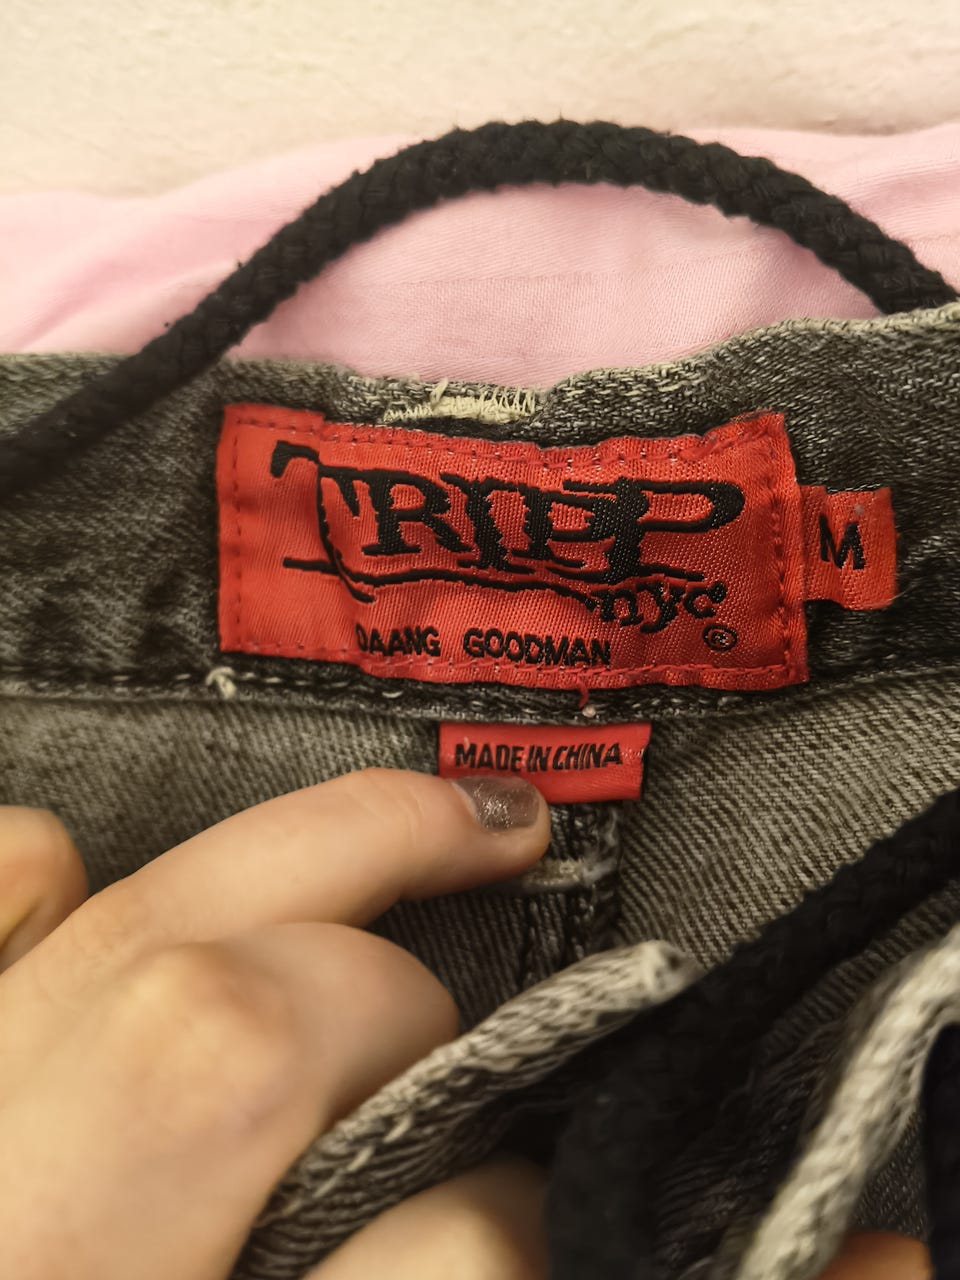 TRIPP
nyc®
DAANG GOODMAN
M
MADE IN CHINA